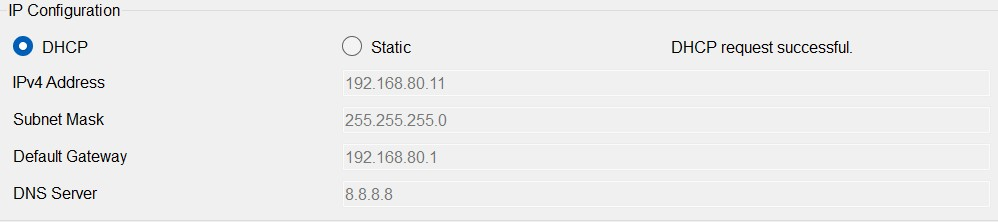 IP Configuration
DHCP Static DHCP request successful.
IPv4 Address 192.168.80.11
Subnet Mask 255.255.255.0
Default Gateway 192.168.80.1
DNS Server 8.8.8.8